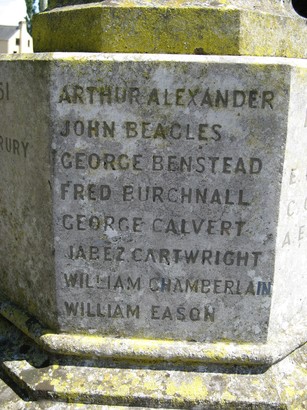 ARTHUR ALEXANDER
JOHN BEAGLES
GEORGE BENSTEAD
FRED BURCHNALL
GEORGE CALVERT
JABEZ CARTWRIGHT
WILLIAM CHAMBERLAIN
WILLIAM EASON